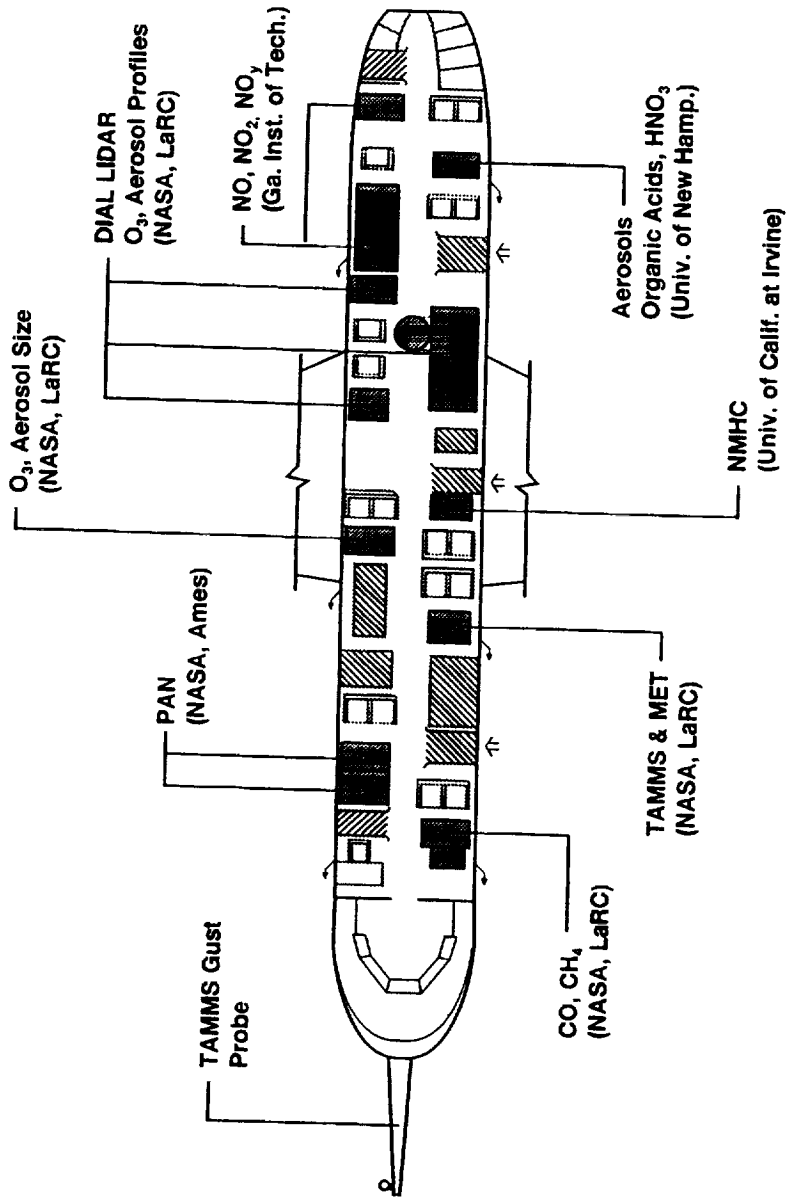 TAMMS Gust
Probe
PAN
(NASA, Ames)
O₃, Aerosol Size
(NASA, LaRC)
DIAL LIDAR
O₃, Aerosol Profiles
(NASA, LaRC)
NO, NO₂, NOᵧ
(Ga. Inst. of Tech.)
CO, CH₄
(NASA, LaRC)
TAMMS & MET
(NASA, LaRC)
NMHC
(Univ. of Calif. at Irvine)
Aerosols
Organic Acids, HNO₃
(Univ. of New Hamp.)